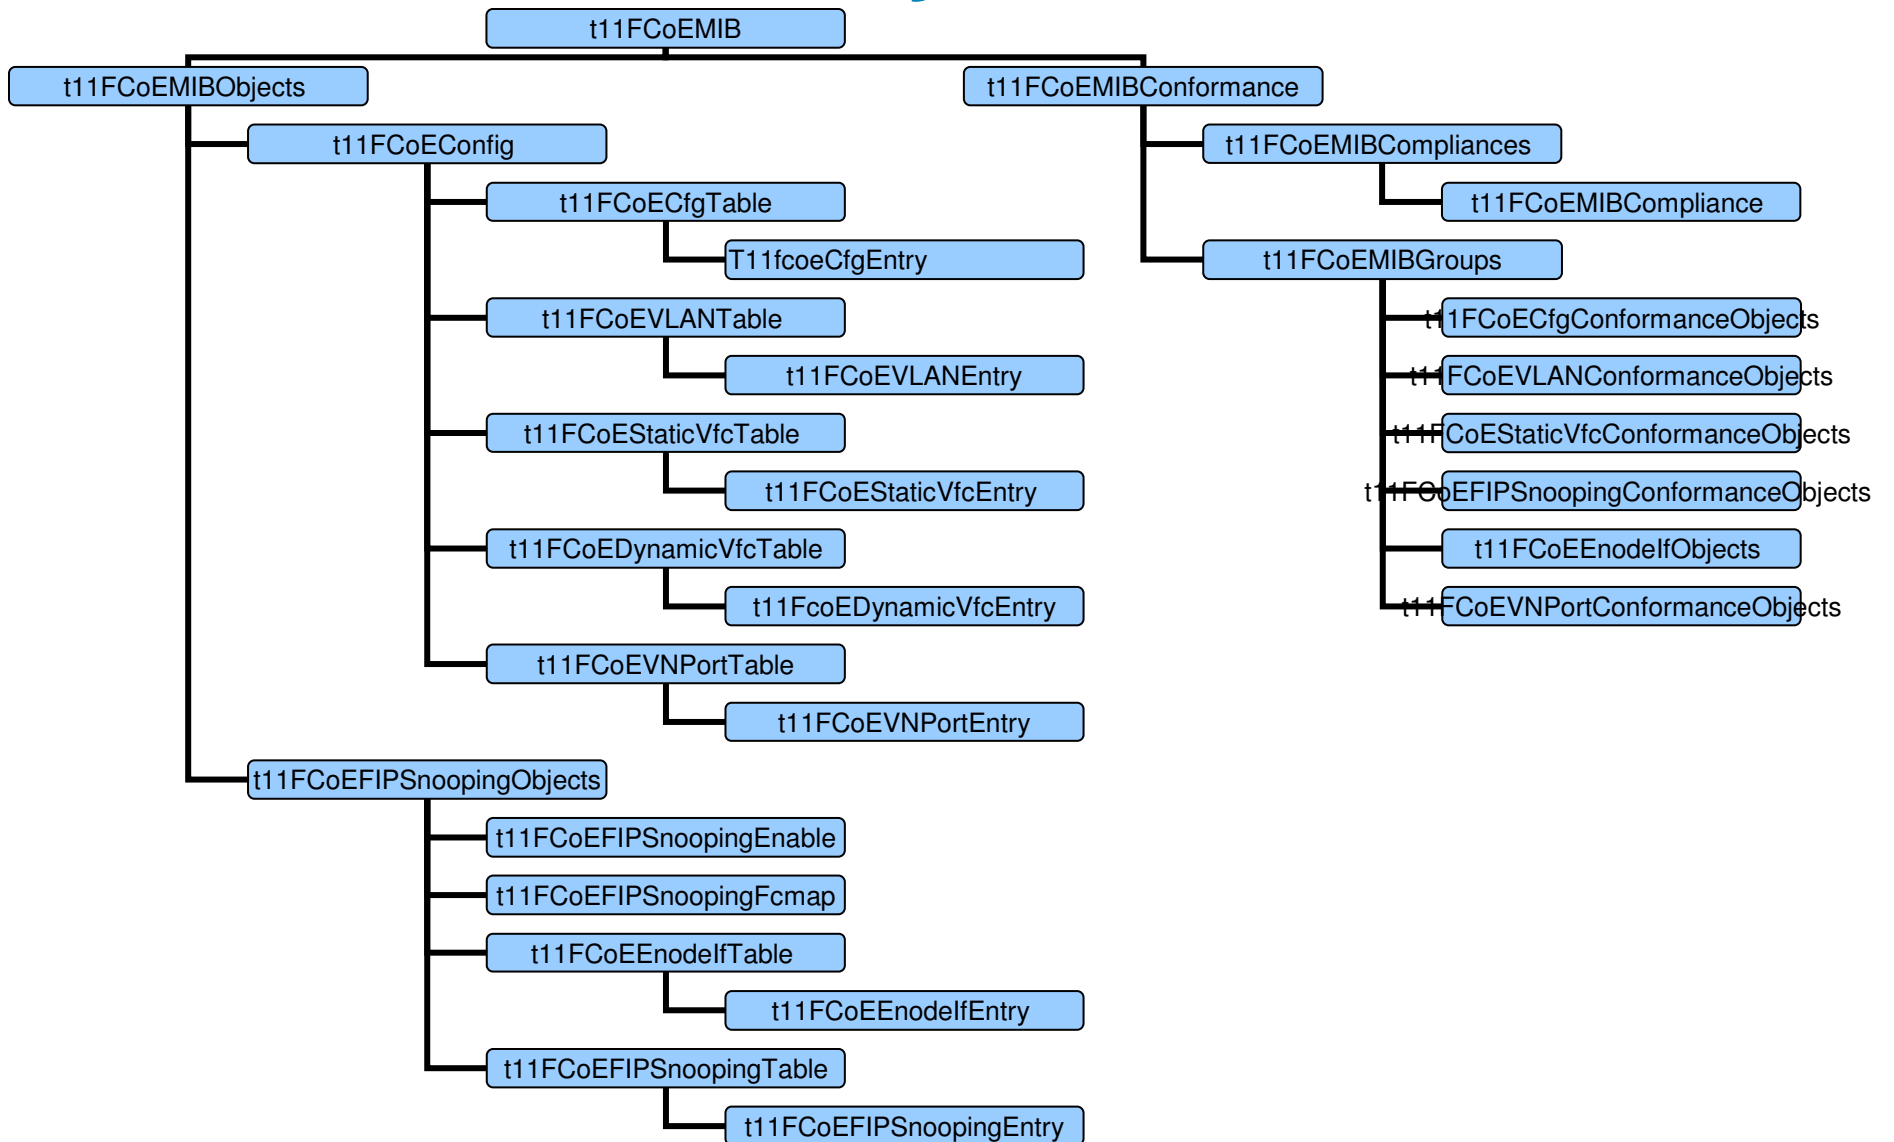 t11FCoEMIB
t11FCoEMIBObjects
t11FCoEMIBConformance
t11FCoEConfig
t11FCoEMIBCompliances
t11FCoECfgTable
t11FCoEMIBCompliance
T11fcoeCfgEntry
t11FCoEMIBGroups
t11FCoEVLANTable
t11FCoECfgConformanceObjects
t11FCoEVLANEntry
t11FCoEVLANConformanceObjects
t11FCoEStaticVfcTable
t11FCoEStaticVfcConformanceObjects
t11FCoEStaticVfcEntry
t11FCoEFIPSnoopingConformanceObjects
t11FCoEDynamicVfcTable
t11FCoEEnodeIfObjects
t11FcoEDynamicVfcEntry
t11FCoEVNPortConformanceObjects
t11FCoEVNPortTable
t11FCoEVNPortEntry
t11FCoEFIPSnoopingObjects
t11FCoEFIPSnoopingEnable
t11FCoEFIPSnoopingFcmap
t11FCoEEnodeIfTable
t11FCoEEnodeIfEntry
t11FCoEFIPSnoopingTable
t11FCoEFIPSnoopingEntry